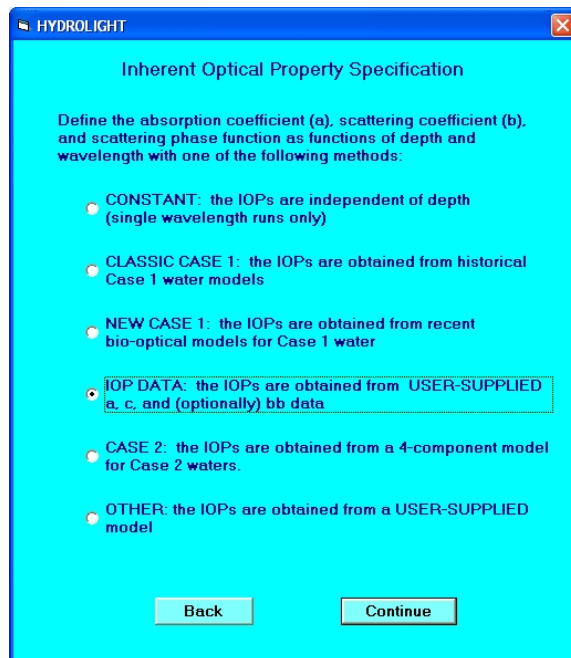 HYDROLIGHT
Inherent Optical Property Specification
Define the absorption coefficient (a), scattering coefficient (b),
and scattering phase function as functions of depth and
wavelength with one of the following methods:
CONSTANT: the IOPs are independent of depth
(single wavelength runs only)
CLASSIC CASE 1: the IOPs are obtained from historical
Case 1 water models
NEW CASE 1: the IOPs are obtained from recent
bio-optical models for Case 1 water
IOP DATA: the IOPs are obtained from USER-SUPPLIED
a, c, and (optionally) bb data
CASE 2: the IOPs are obtained from a 4-component model
for Case 2 waters.
OTHER: the IOPs are obtained from a USER-SUPPLIED
model
Back
Continue